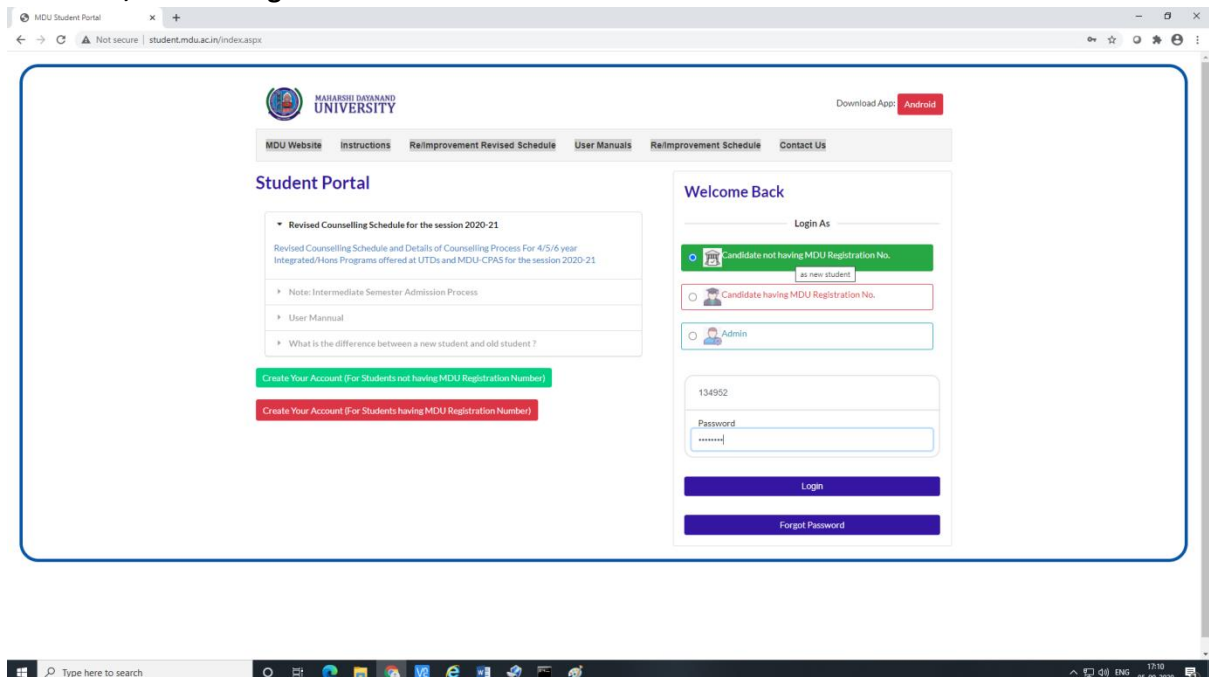 MDU Student Portal
Not secure | student.mdu.ac.in/index.aspx
MAHARSHI DAYANAND
UNIVERSITY
Download App: Android
MDU Website Instructions Re/Improvement Revised Schedule User Manuals Re/Improvement Schedule Contact Us
Student Portal
Revised Counselling Schedule for the session 2020-21
Revised Counselling Schedule and Details of Counselling Process For 4/5/6 year
Integrated/Hons Programs offered at UTDs and MDU-CPAS for the session 2020-21
Note: Intermediate Semester Admission Process
User Mannual
What is the difference between a new student and old student ?
Create Your Account (For Students not having MDU Registration Number)
Create Your Account (For Students having MDU Registration Number)
Welcome Back
Login As
Candidate not having MDU Registration No.
as new student
Candidate having MDU Registration No.
Admin
134952
Password
••••••••
Login
Forgot Password
Type here to search
ENG
17:10